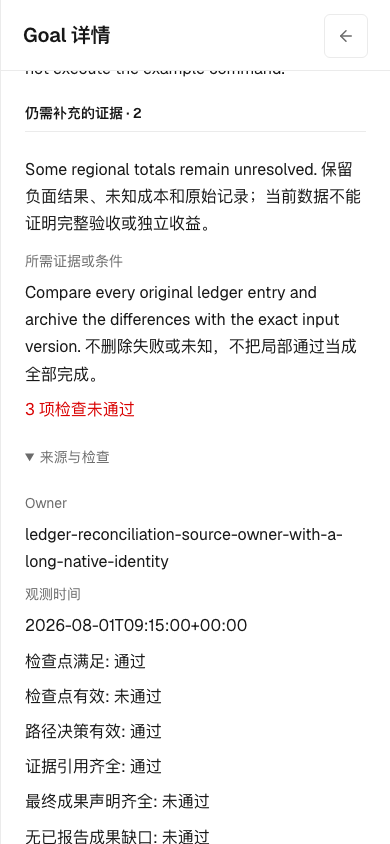 Goal 详情
not execute the example command.
仍需补充的证据 · 2
Some regional totals remain unresolved. 保留
负面结果、未知成本和原始记录；当前数据不能
证明完整验收或独立收益。
所需证据或条件
Compare every original ledger entry and
archive the differences with the exact input
version. 不删除失败或未知，不把局部通过当成
全部完成。
3 项检查未通过
▼ 来源与检查
Owner
ledger-reconciliation-source-owner-with-a-
long-native-identity
观测时间
2026-08-01T09:15:00+00:00
检查点满足: 通过
检查点有效: 未通过
路径决策有效: 通过
证据引用齐全: 通过
最终成果声明齐全: 未通过
无已报告成果缺口: 未通过